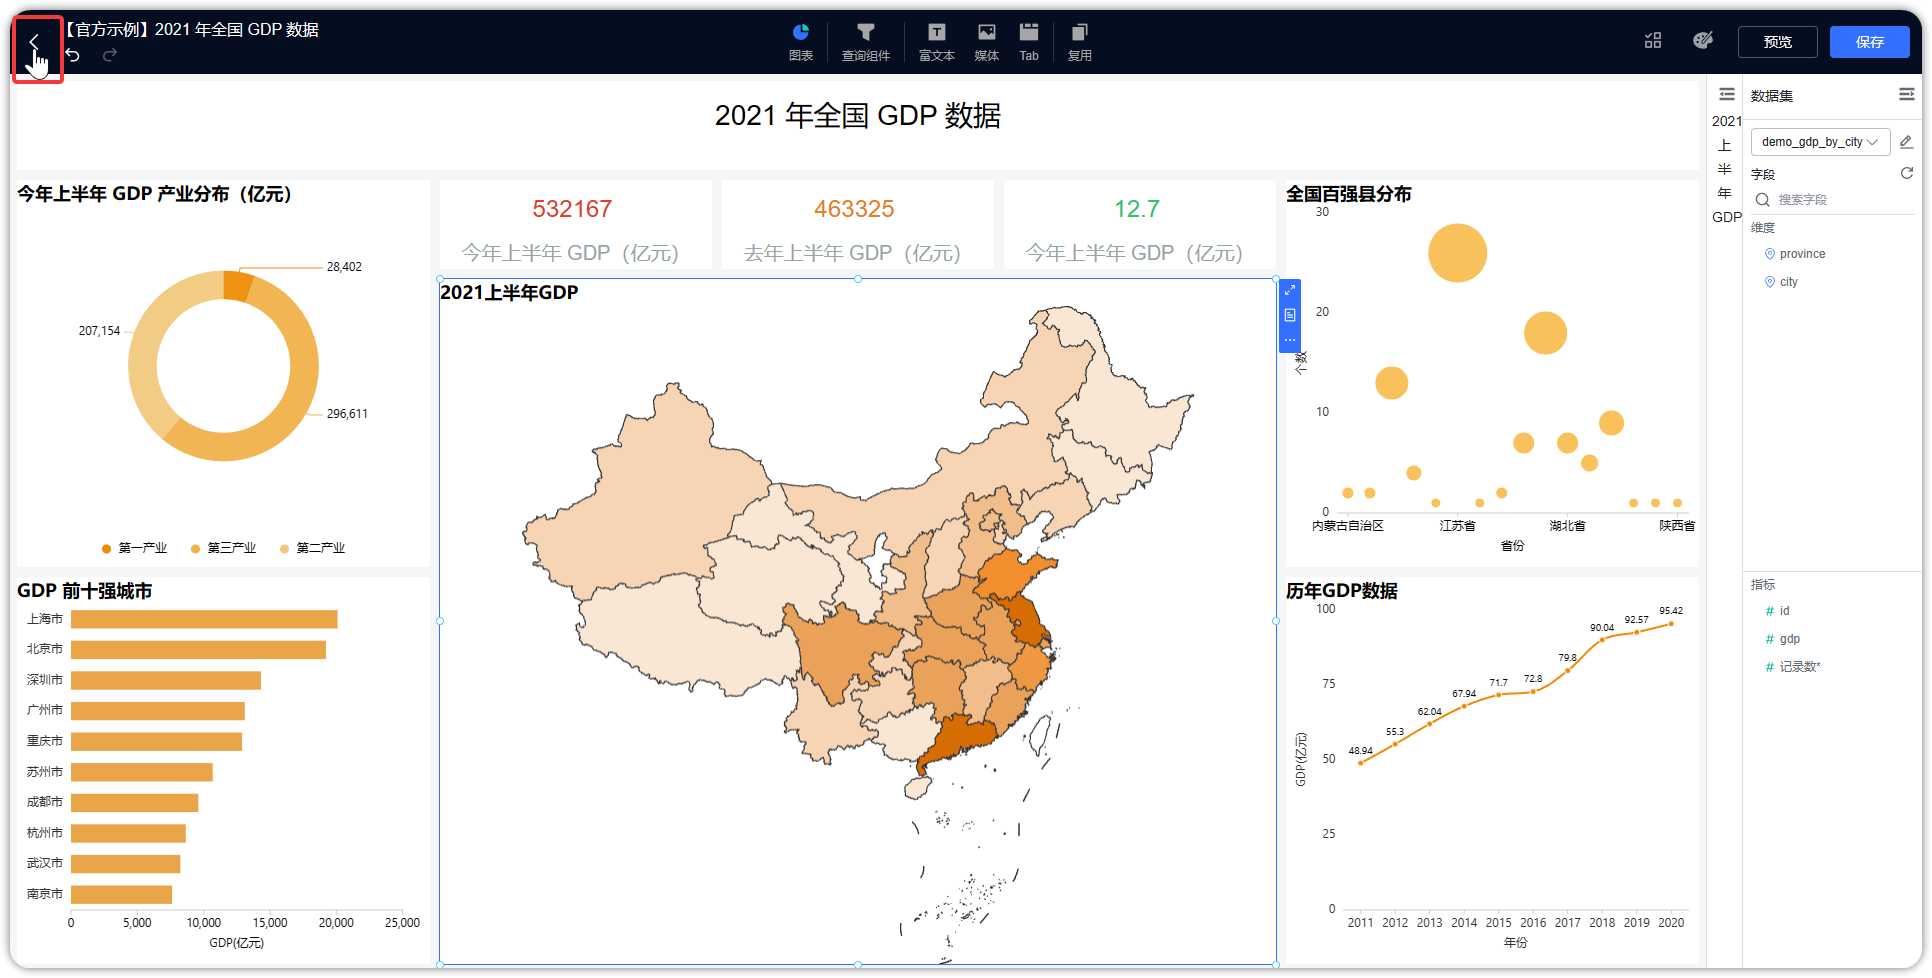 【官方示例】2021 年全国 GDP 数据
图表
查询组件
富文本
媒体
Tab
复用
预览
保存
2021 年全国 GDP 数据
今年上半年 GDP 产业分布（亿元）
28,402
207,154
296,611
第一产业
第三产业
第二产业
532167
今年上半年 GDP（亿元）
463325
去年上半年 GDP（亿元）
12.7
今年上半年 GDP（亿元）
2021上半年GDP
全国百强县分布
30
20
10
0
个数
内蒙古自治区
江苏省
湖北省
陕西省
省份
GDP 前十强城市
上海市
北京市
深圳市
广州市
重庆市
苏州市
成都市
杭州市
武汉市
南京市
0
5,000
10,000
15,000
20,000
25,000
GDP(亿元)
历年GDP数据
100
75
50
25
0
GDP(亿元)
48.94
55.3
62.04
67.94
71.7
72.8
79.8
90.04
92.57
95.42
2011
2012
2013
2014
2015
2016
2017
2018
2019
2020
年份
2021
上
半
年
GDP
数据集
demo_gdp_by_city
字段
搜索字段
维度
province
city
指标
# id
# gdp
# 记录数*